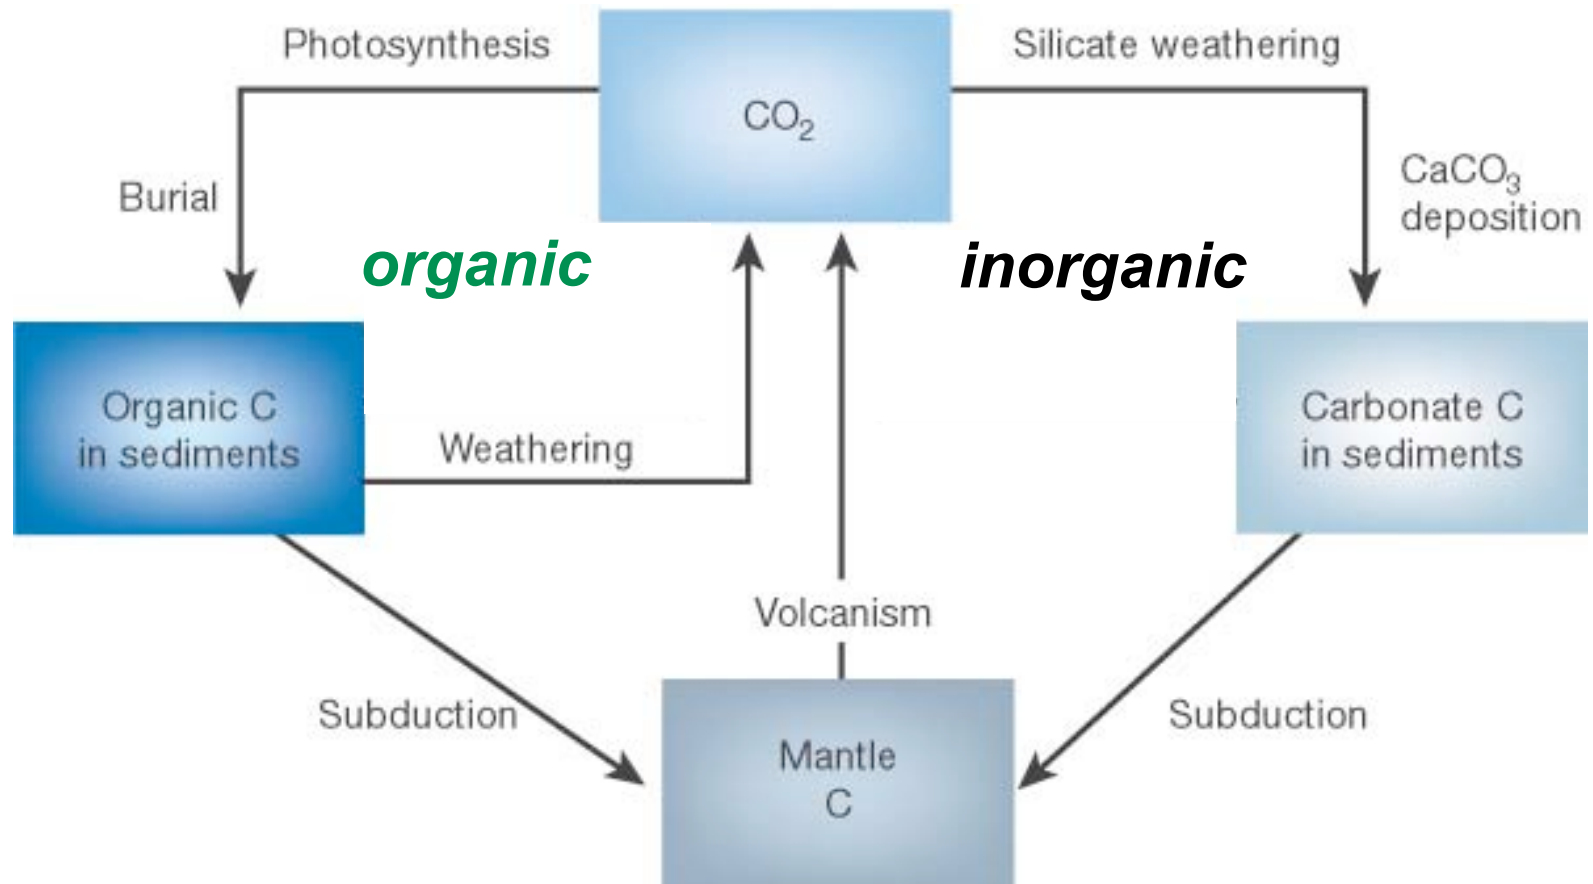 Photosynthesis
Silicate weathering
CO₂
Burial
CaCO₃
deposition
organic
inorganic
Organic C
in sediments
Carbonate C
in sediments
Weathering
Volcanism
Subduction
Subduction
Mantle
C